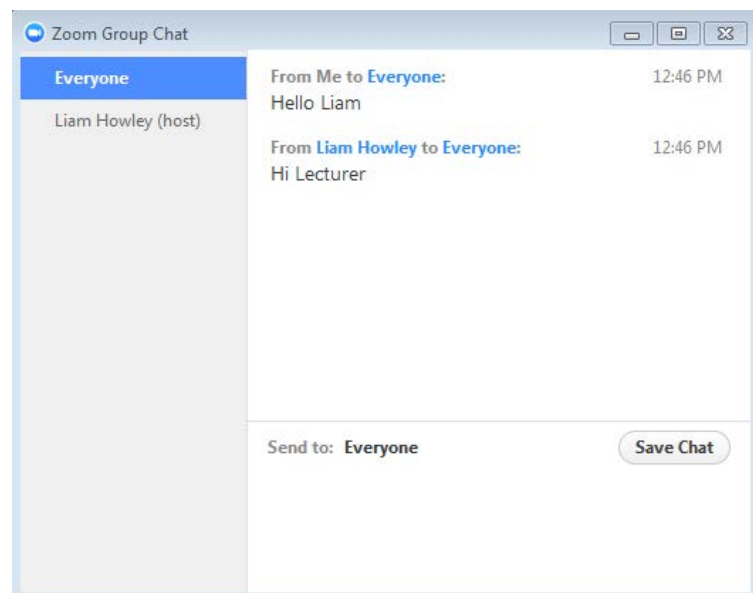 Zoom Group Chat
Everyone
Liam Howley (host)
From Me to Everyone: 12:46 PM
Hello Liam
From Liam Howley to Everyone: 12:46 PM
Hi Lecturer
Send to: Everyone
Save Chat